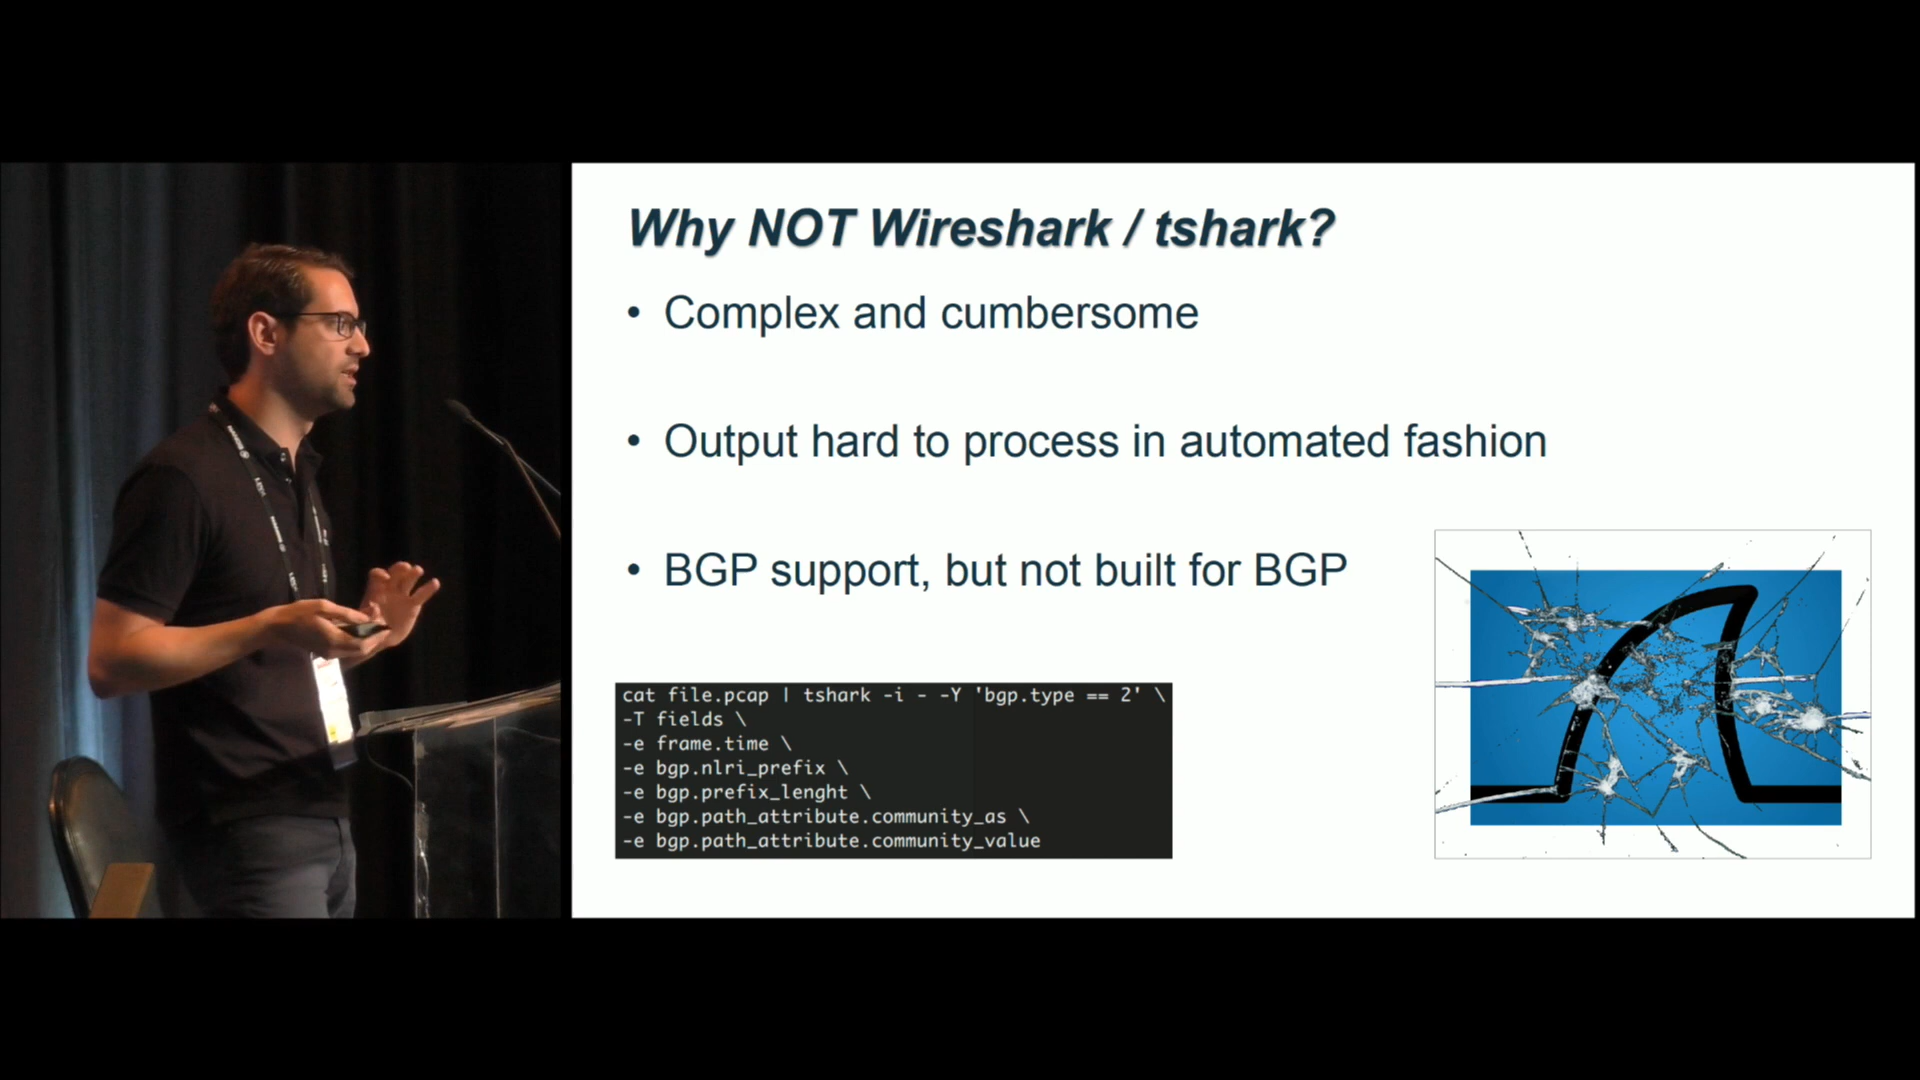 Why NOT Wireshark / tshark?
• Complex and cumbersome
• Output hard to process in automated fashion
• BGP support, but not built for BGP
cat file.pcap | tshark -i - -Y 'bgp.type == 2' \
-T fields \
-e frame.time \
-e bgp.nlri_prefix \
-e bgp.prefix_lenght \
-e bgp.path_attribute.community_as \
-e bgp.path_attribute.community_value